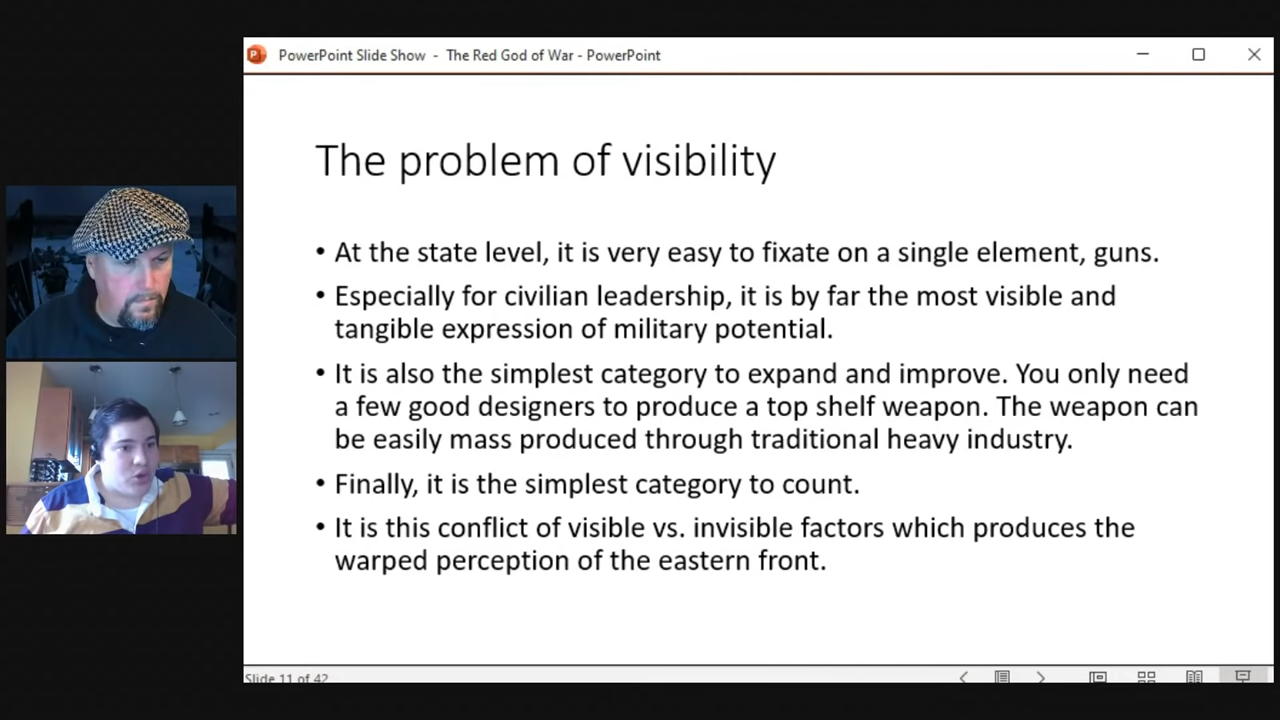 PowerPoint Slide Show - The Red God of War - PowerPoint
The problem of visibility
• At the state level, it is very easy to fixate on a single element, guns.
• Especially for civilian leadership, it is by far the most visible and
tangible expression of military potential.
• It is also the simplest category to expand and improve. You only need
a few good designers to produce a top shelf weapon. The weapon can
be easily mass produced through traditional heavy industry.
• Finally, it is the simplest category to count.
• It is this conflict of visible vs. invisible factors which produces the
warped perception of the eastern front.
Slide 11 of 42